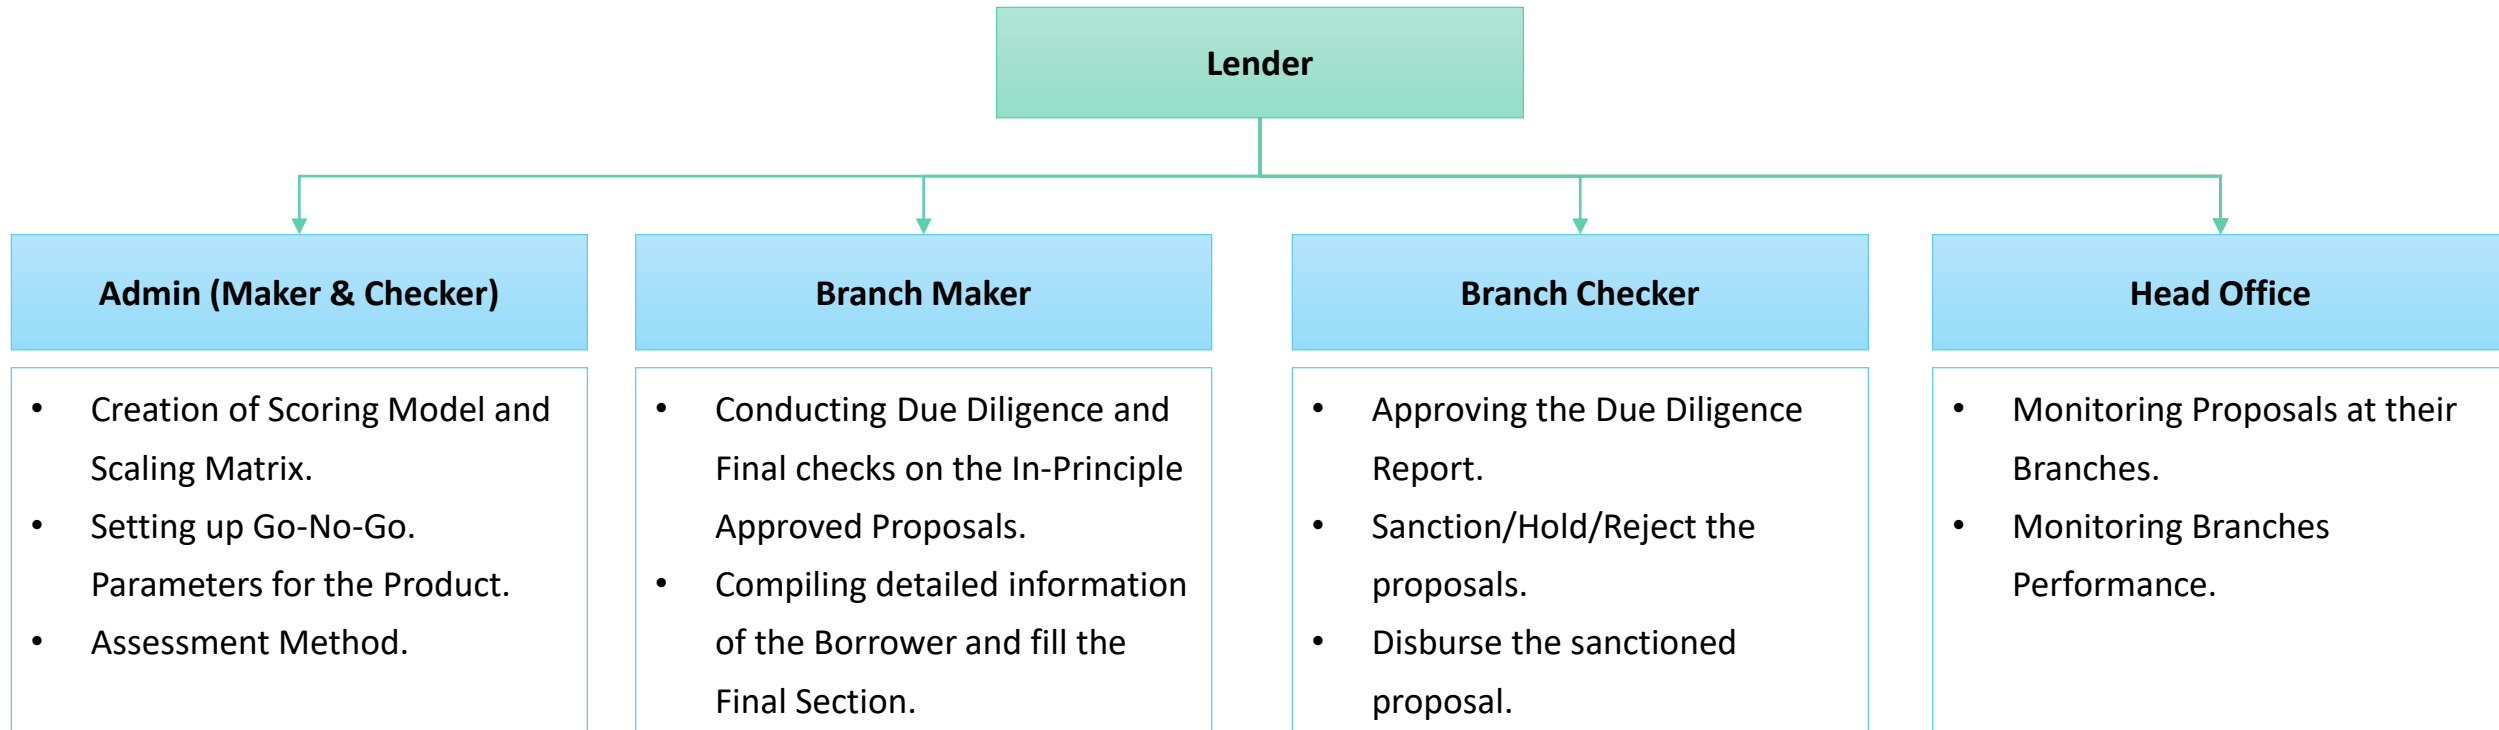 Lender
Admin (Maker & Checker)
• Creation of Scoring Model and
Scaling Matrix.
• Setting up Go-No-Go.
Parameters for the Product.
• Assessment Method.
Branch Maker
• Conducting Due Diligence and
Final checks on the In-Principle
Approved Proposals.
• Compiling detailed information
of the Borrower and fill the
Final Section.
Branch Checker
• Approving the Due Diligence
Report.
• Sanction/Hold/Reject the
proposals.
• Disburse the sanctioned
proposal.
Head Office
• Monitoring Proposals at their
Branches.
• Monitoring Branches
Performance.